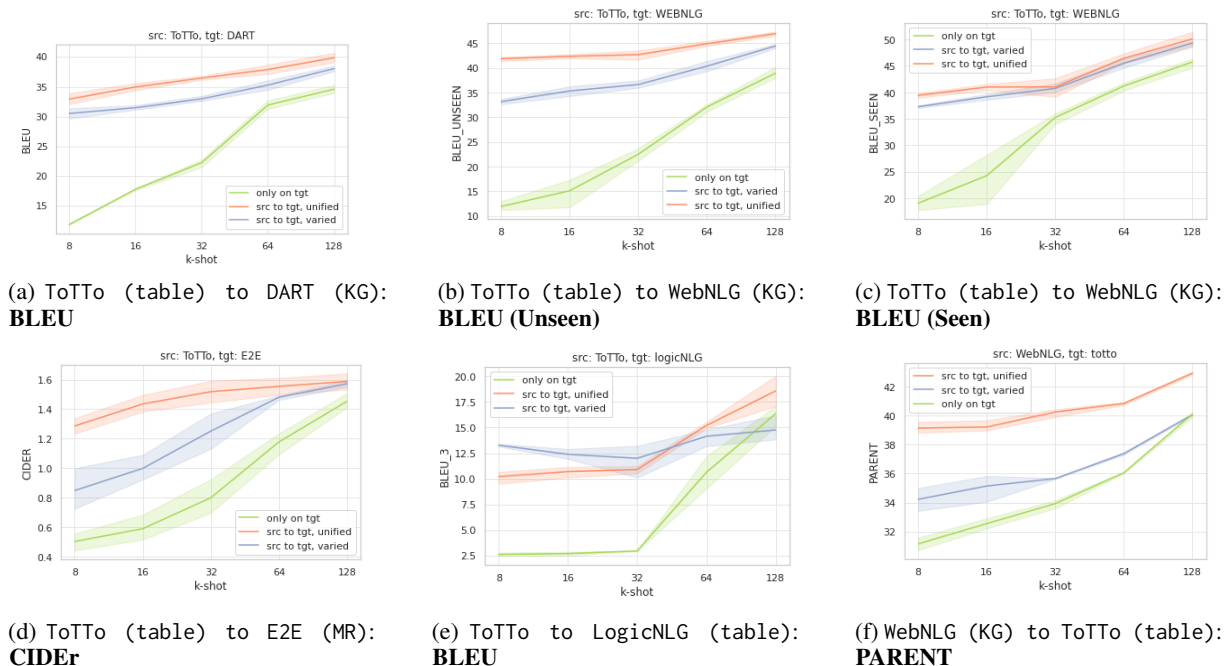 src: ToTTo, tgt: DART
BLEU
40
35
30
25
20
15
only on tgt
src to tgt, unified
src to tgt, varied
8 16 32 64 128
k-shot
(a) ToTTo (table) to DART (KG):
BLEU
src: ToTTo, tgt: WEBNLG
BLEU_UNSEEN
45
40
35
30
25
20
15
10
only on tgt
src to tgt, varied
src to tgt, unified
8 16 32 64 128
k-shot
(b) ToTTo (table) to WebNLG (KG):
BLEU (Unseen)
src: ToTTo, tgt: WEBNLG
BLEU_SEEN
50
45
40
35
30
25
20
only on tgt
src to tgt, varied
src to tgt, unified
8 16 32 64 128
k-shot
(c) ToTTo (table) to WebNLG (KG):
BLEU (Seen)
src: ToTTo, tgt: E2E
CIDER
1.6
1.4
1.2
1.0
0.8
0.6
0.4
only on tgt
src to tgt, unified
src to tgt, varied
8 16 32 64 128
k-shot
(d) ToTTo (table) to E2E (MR):
CIDEr
src: ToTTo, tgt: logicNLG
BLEU_3
20.0
17.5
15.0
12.5
10.0
7.5
5.0
2.5
only on tgt
src to tgt, unified
src to tgt, varied
8 16 32 64 128
k-shot
(e) ToTTo to LogicNLG (table):
BLEU
src: WebNLG, tgt: totto
PARENT
42
40
38
36
34
32
src to tgt, unified
src to tgt, varied
only on tgt
8 16 32 64 128
k-shot
(f) WebNLG (KG) to ToTTo (table):
PARENT